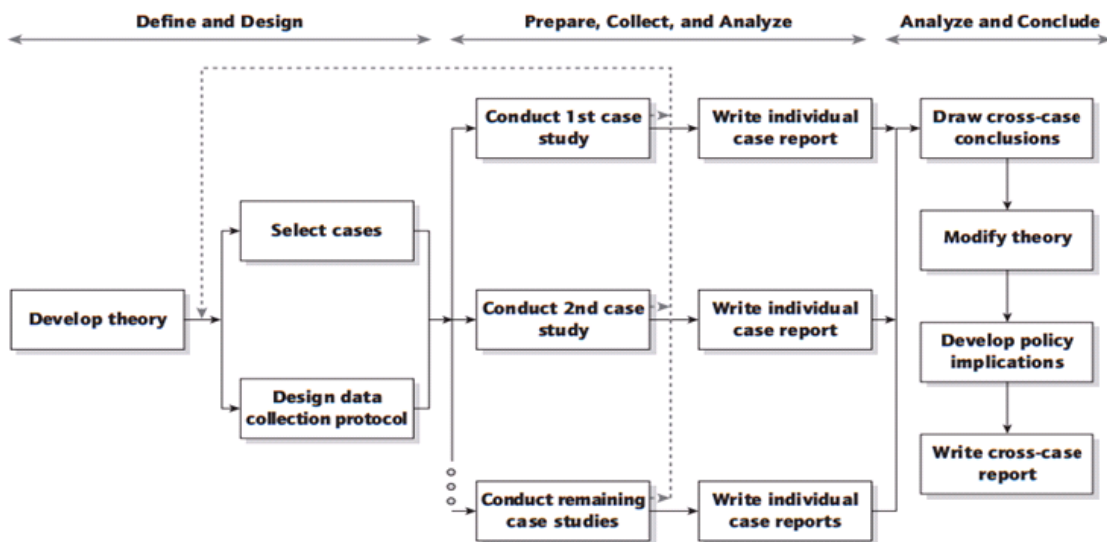 Define and Design
Prepare, Collect, and Analyze
Analyze and Conclude
Develop theory
Select cases
Design data
collection protocol
Conduct 1st case
study
Write individual
case report
Conduct 2nd case
study
Write individual
case report
Conduct remaining
case studies
Write individual
case reports
Draw cross-case
conclusions
Modify theory
Develop policy
implications
Write cross-case
report